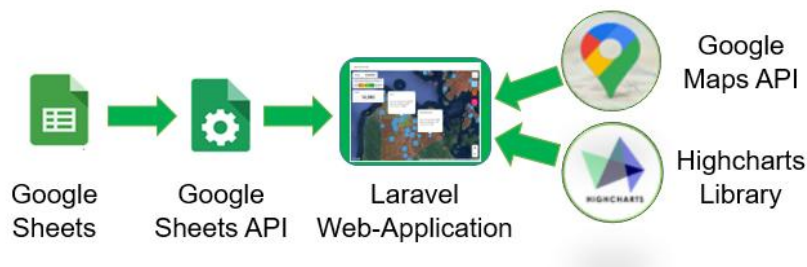 Google
Maps API
HIGHCHARTS
Highcharts
Library
Google
Sheets
Google
Sheets API
Laravel
Web-Application